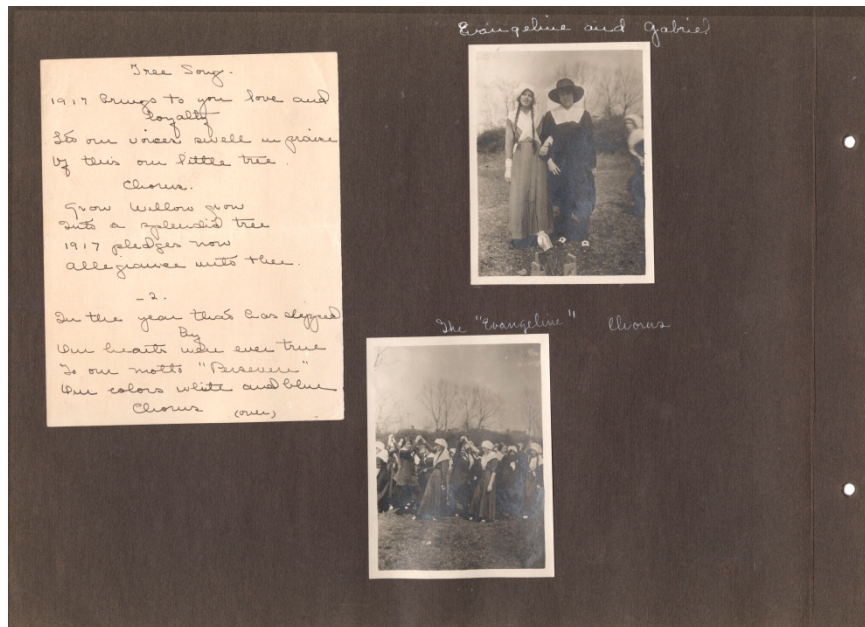 Tree Song.
1917 brings to you love and
loyalty
Let our voices swell in praise
Of this our little tree.
Chorus.
Grow Willow grow
Into a splendid tree
1917 pledges now
allegiance unto thee.
-2.
In the year that has slipped
By
Our hearts were ever true
To our motto "Persevere"
Our colors white and blue
Chorus (over)
Evangeline and Gabriel
The "Evangeline" Chorus